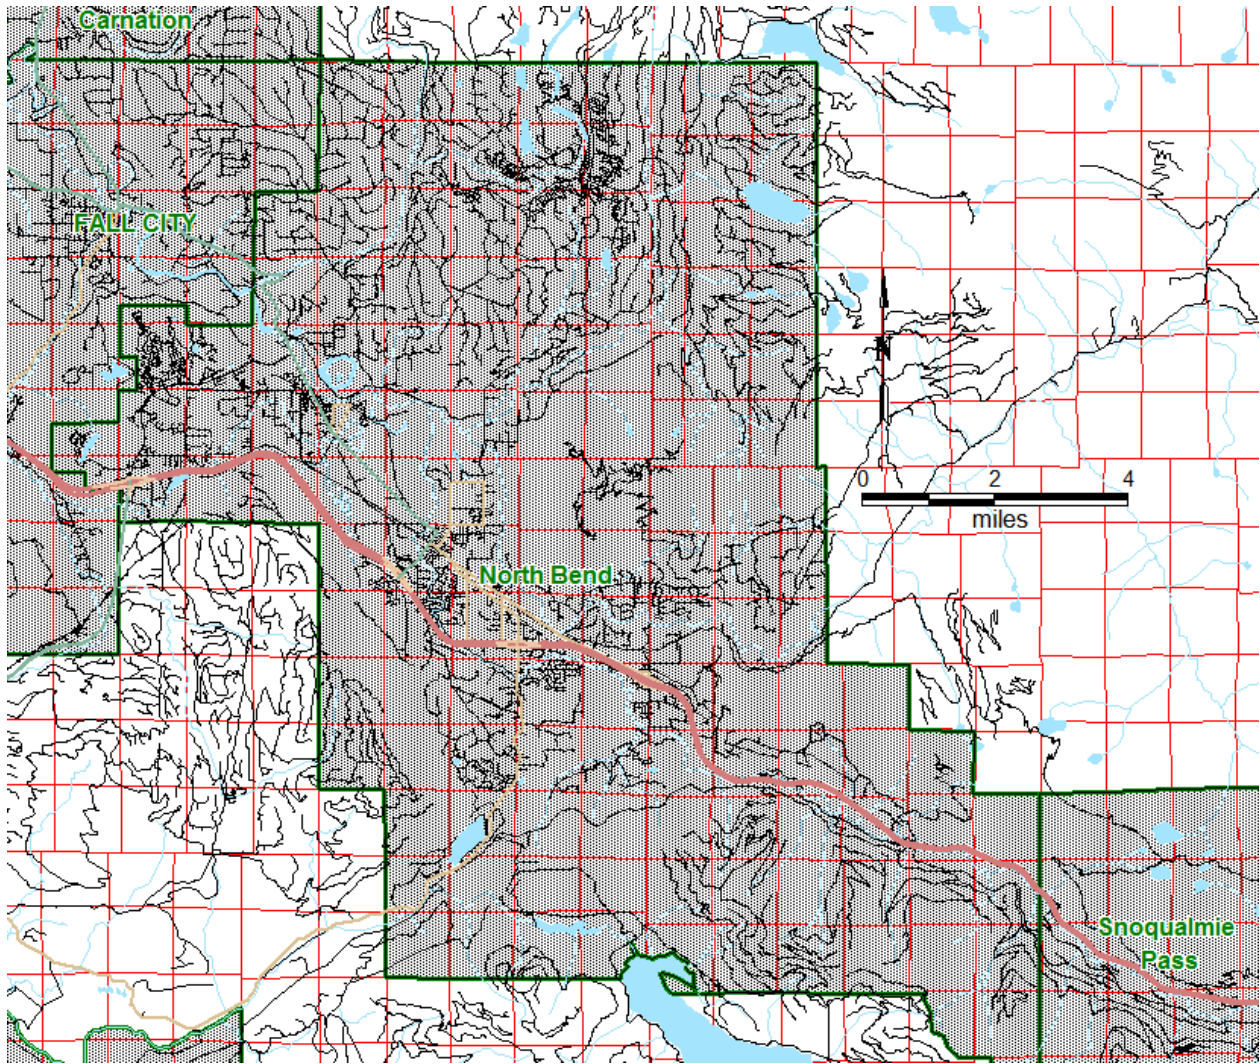 Carnation
FALL CITY
N
0 2 4
miles
North Bend
Snoqualmie
Pass